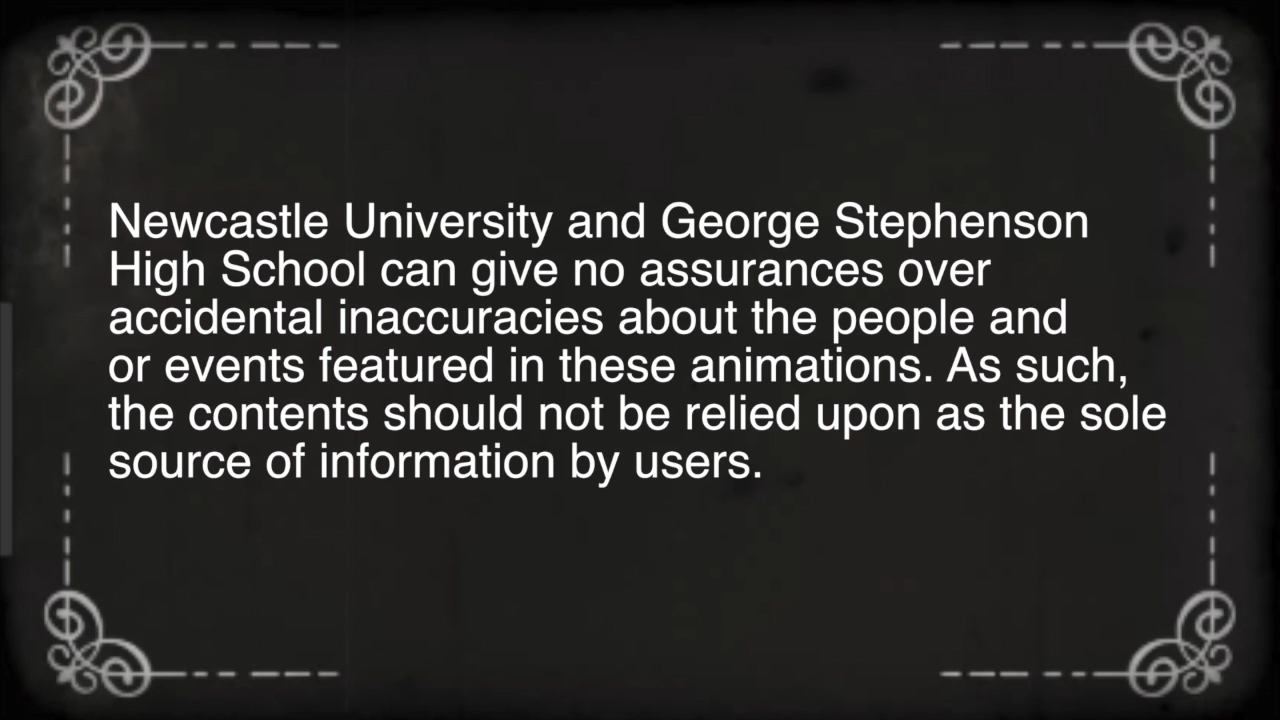 Newcastle University and George Stephenson
High School can give no assurances over
accidental inaccuracies about the people and
or events featured in these animations. As such,
the contents should not be relied upon as the sole
source of information by users.